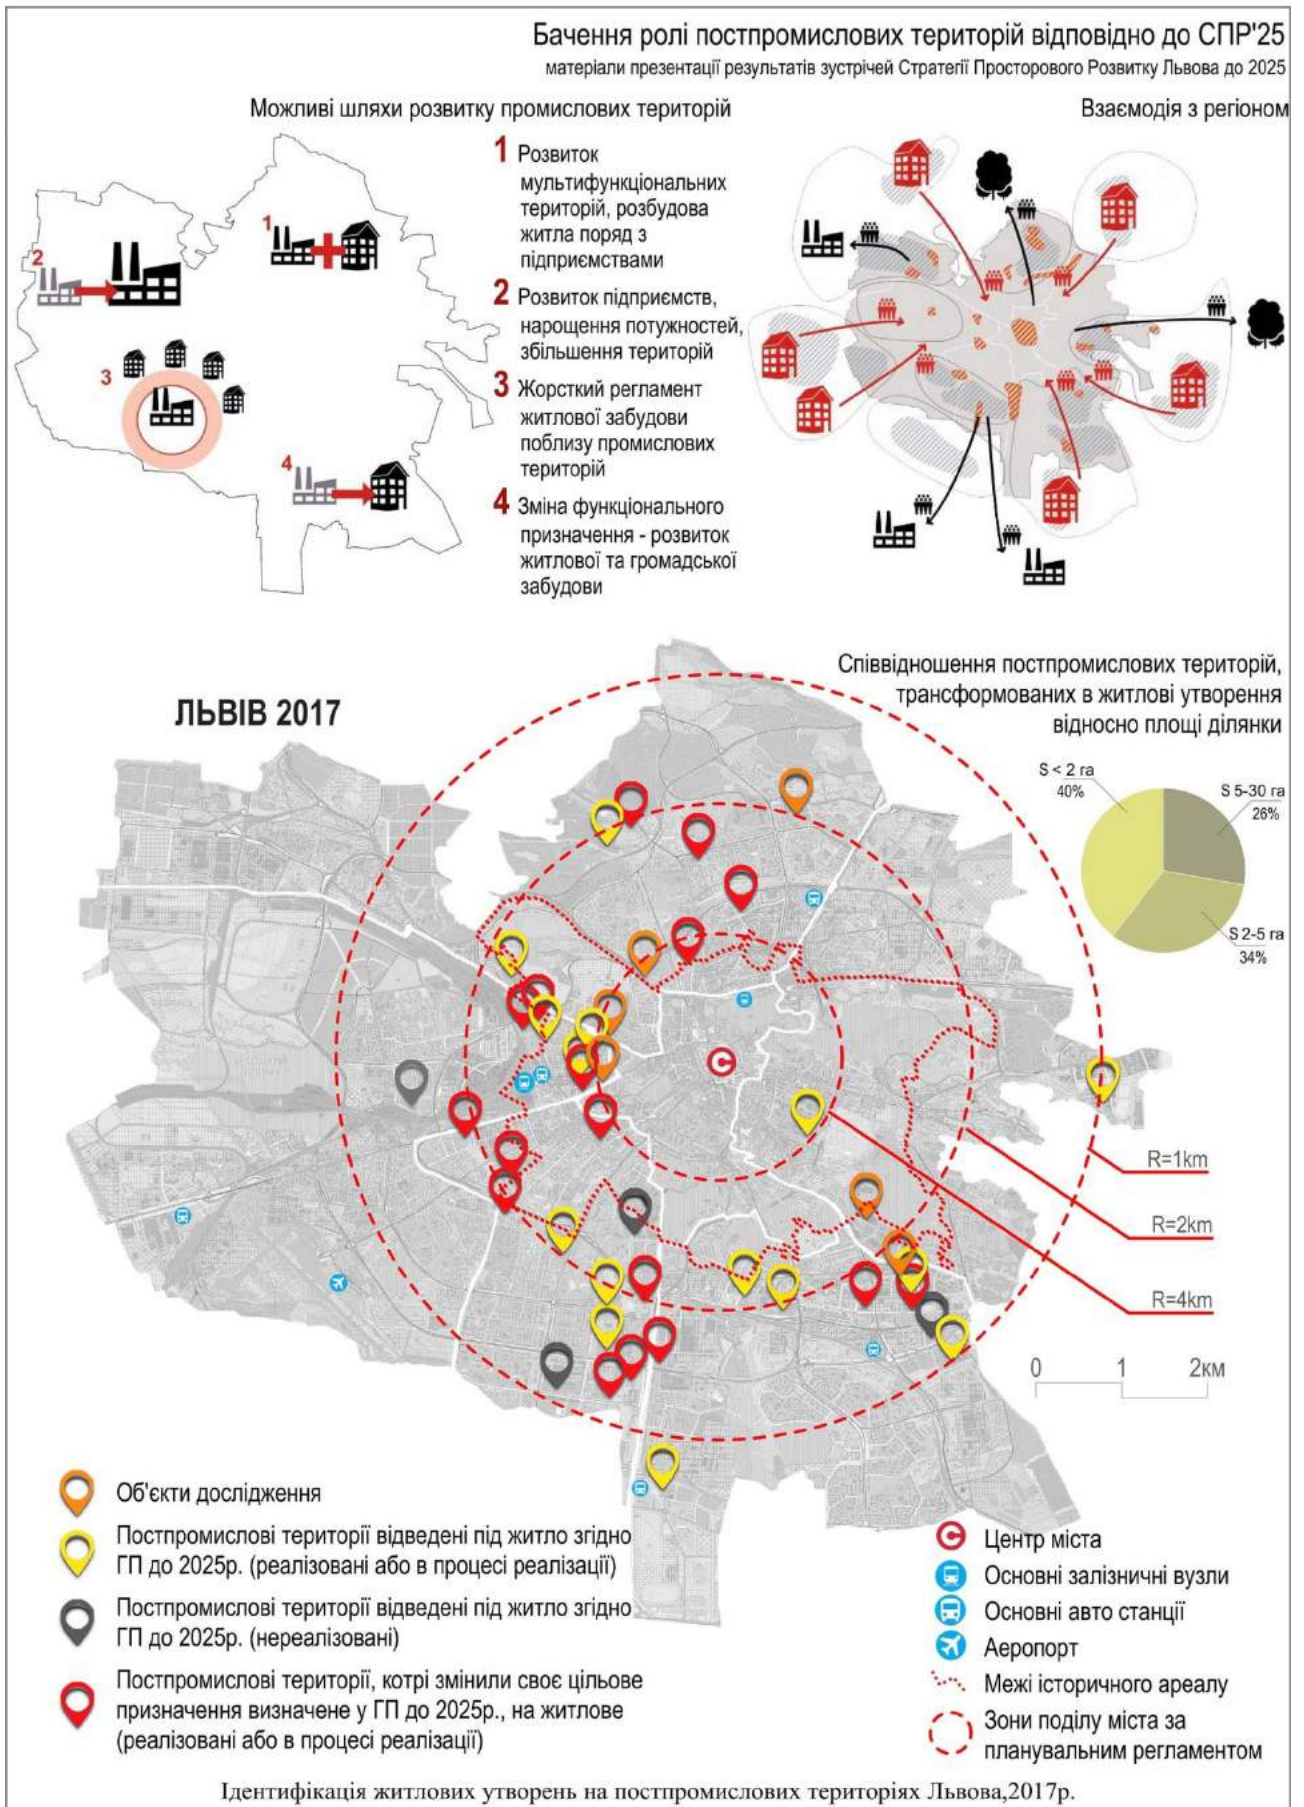 Бачення ролі постпромислових територій відповідно до СПР'25
матеріали презентації результатів зустрічей Стратегії Просторового Розвитку Львова до 2025
Можливі шляхи розвитку промислових територій
1 Розвиток
мультифункціональних
територій, розбудова
житла поряд з
підприємствами
2 Розвиток підприємств,
нарощення потужностей,
збільшення територій
3 Жорсткий регламент
житлової забудови
поблизу промислових
територій
4 Зміна функціонального
призначення - розвиток
житлової та громадської
забудови
1
2
3
4
Взаємодія з регіоном
ЛЬВІВ 2017
Співвідношення постпромислових територій,
трансформованих в житлові утворення
відносно площі ділянки
S < 2 га
40%
S 5-30 га
26%
S 2-5 га
34%
C
R=1km
R=2km
R=4km
0 1 2км
Об'єкти дослідження
Постпромислові території відведені під житло згідно
ГП до 2025р. (реалізовані або в процесі реалізації)
Постпромислові території відведені під житло згідно
ГП до 2025р. (нереалізовані)
Постпромислові території, котрі змінили своє цільове
призначення визначене у ГП до 2025р., на житлове
(реалізовані або в процесі реалізації)
C Центр міста
Основні залізничні вузли
Основні авто станції
Аеропорт
Межі історичного ареалу
Зони поділу міста за
планувальним регламентом
Ідентифікація житлових утворень на постпромислових територіях Львова,2017р.